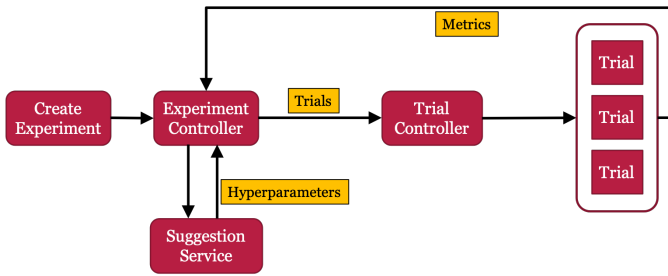 Metrics
Create
Experiment
Experiment
Controller
Trials
Trial
Controller
Trial
Trial
Trial
Hyperparameters
Suggestion
Service